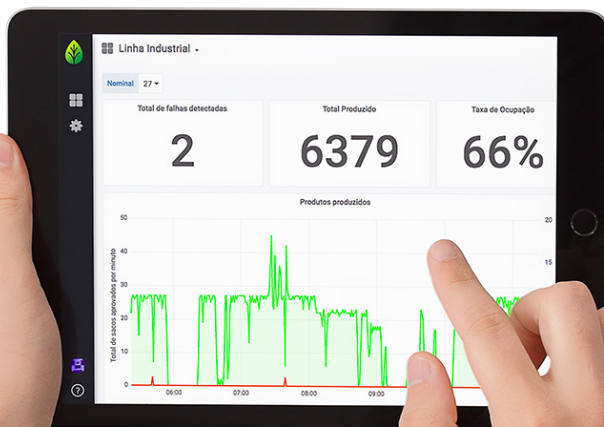 Linha Industrial
Nominal 27
Total de falhas detectadas
2
Total Produzido
6379
Taxa de Ocupação
66%
Produtos produzidos
Total de sacos aprovados por minuto
50
40
30
20
10
0
20
15
06:00 07:00 08:00 09:00
?